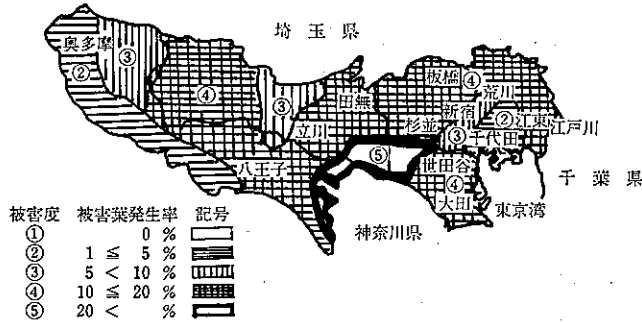 埼玉県
奥多摩
②
③
④
③
田無
立川
八王子
板橋
④
荒川
新宿
杉並
③
②
江東
江戸川
千代田
⑤
世田谷
④
大田
千葉県
東京湾
神奈川県
被害度 被害葉発生率 記号
① 0 %
② 1 ≦ 5 %
③ 5 < 10 %
④ 10 ≦ 20 %
⑤ 20 < %